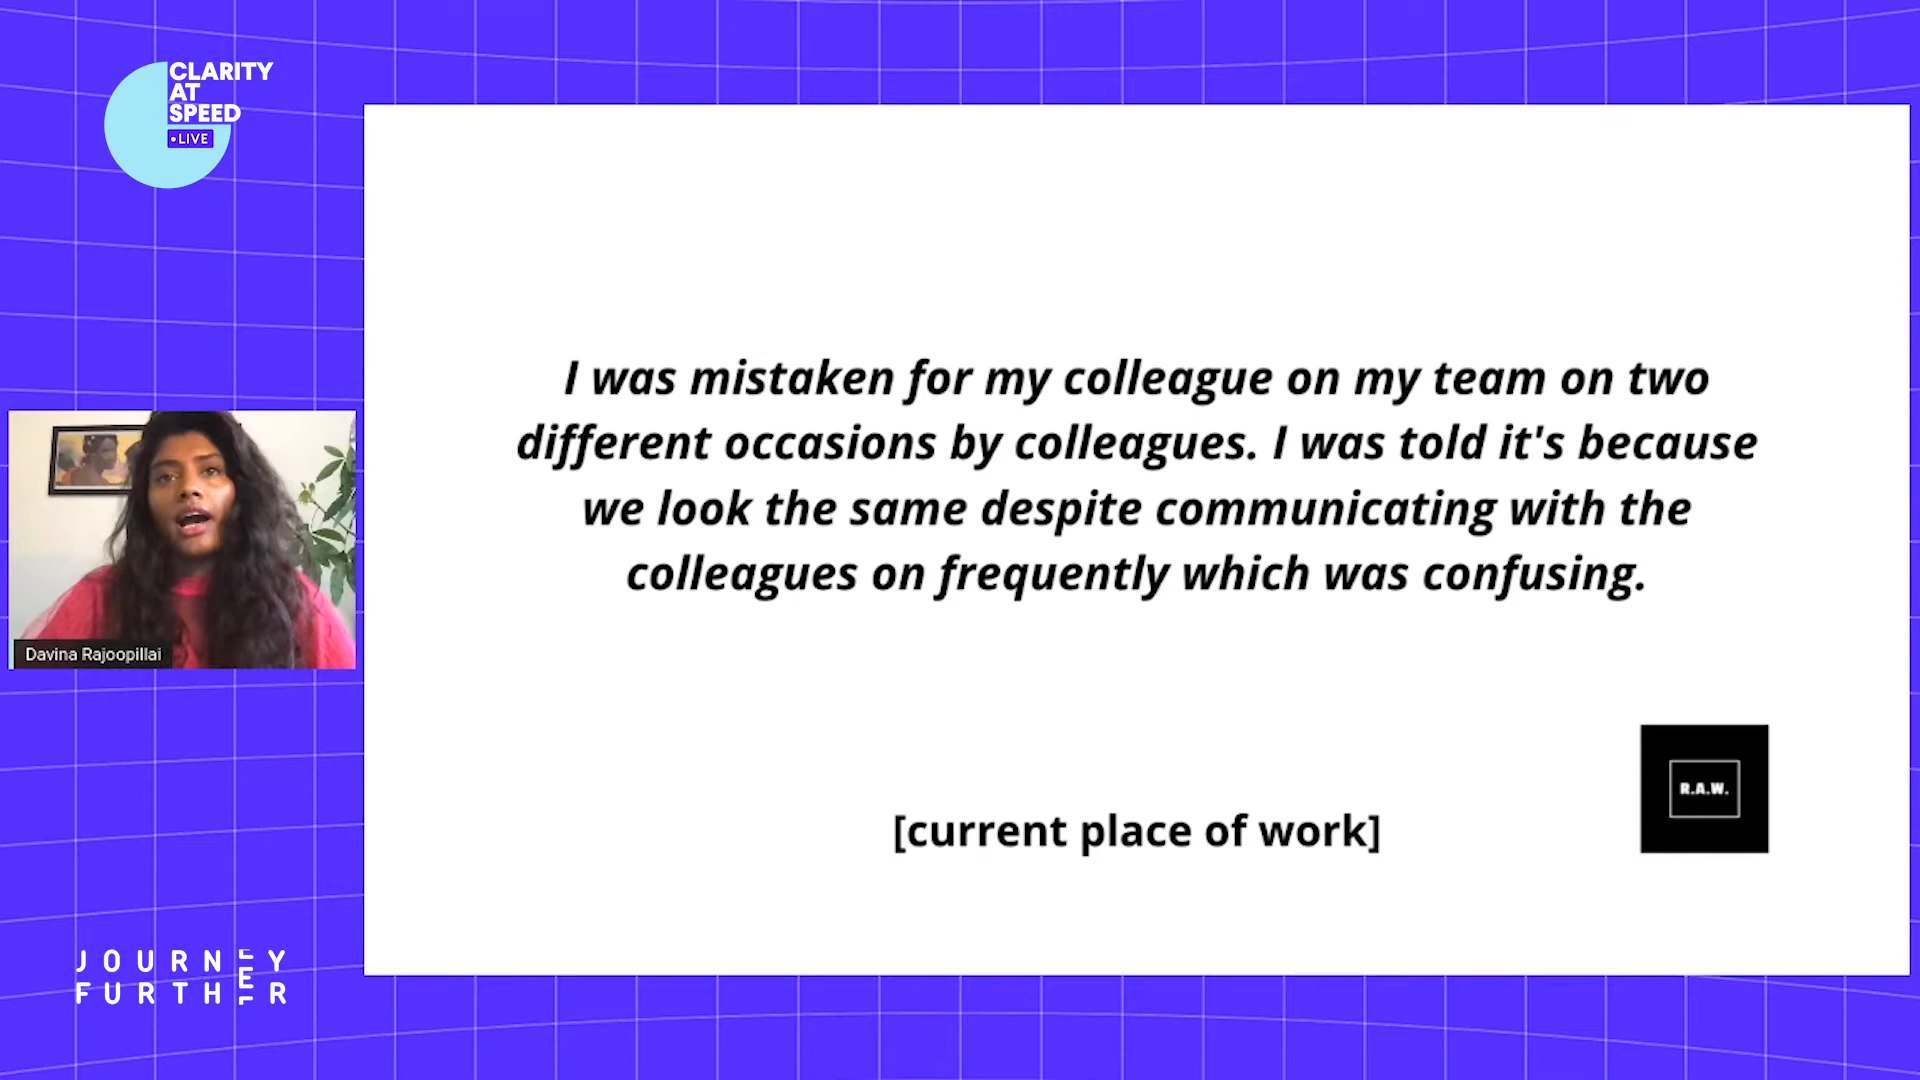 CLARITY
AT
SPEED
•LIVE
I was mistaken for my colleague on my team on two
different occasions by colleagues. I was told it's because
we look the same despite communicating with the
colleagues on frequently which was confusing.
Davina Rajoopillai
R.A.W.
[current place of work]
JOURNEY
FURTHER